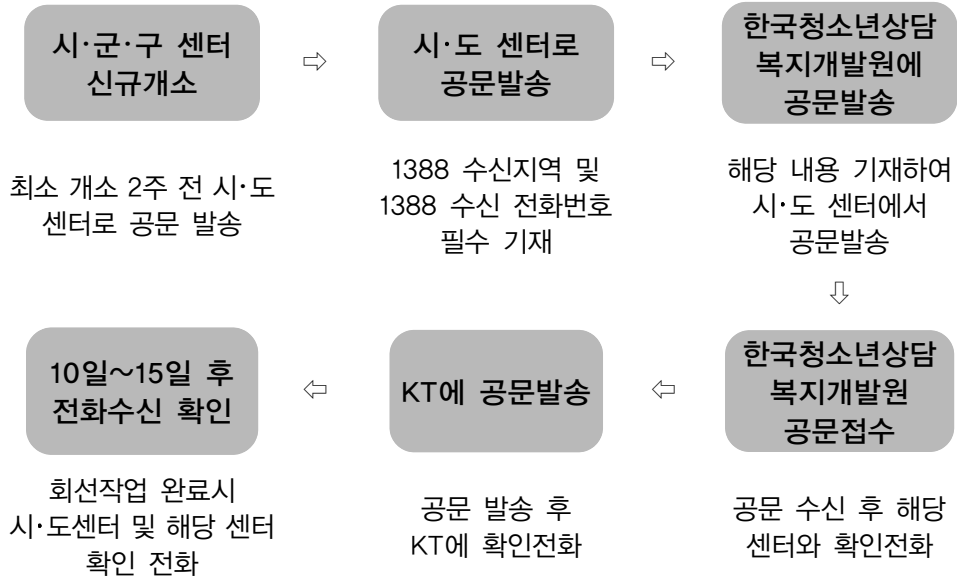 시·군·구 센터
신규개소
⇨
시·도 센터로
공문발송
⇨
한국청소년상담
복지개발원에
공문발송
최소 개소 2주 전 시·도
센터로 공문 발송
1388 수신지역 및
1388 수신 전화번호
필수 기재
해당 내용 기재하여
시·도 센터에서
공문발송
⇩
한국청소년상담
복지개발원
공문접수
⇦
KT에 공문발송
⇦
10일~15일 후
전화수신 확인
공문 수신 후 해당
센터와 확인전화
공문 발송 후
KT에 확인전화
회선작업 완료시
시·도센터 및 해당 센터
확인 전화